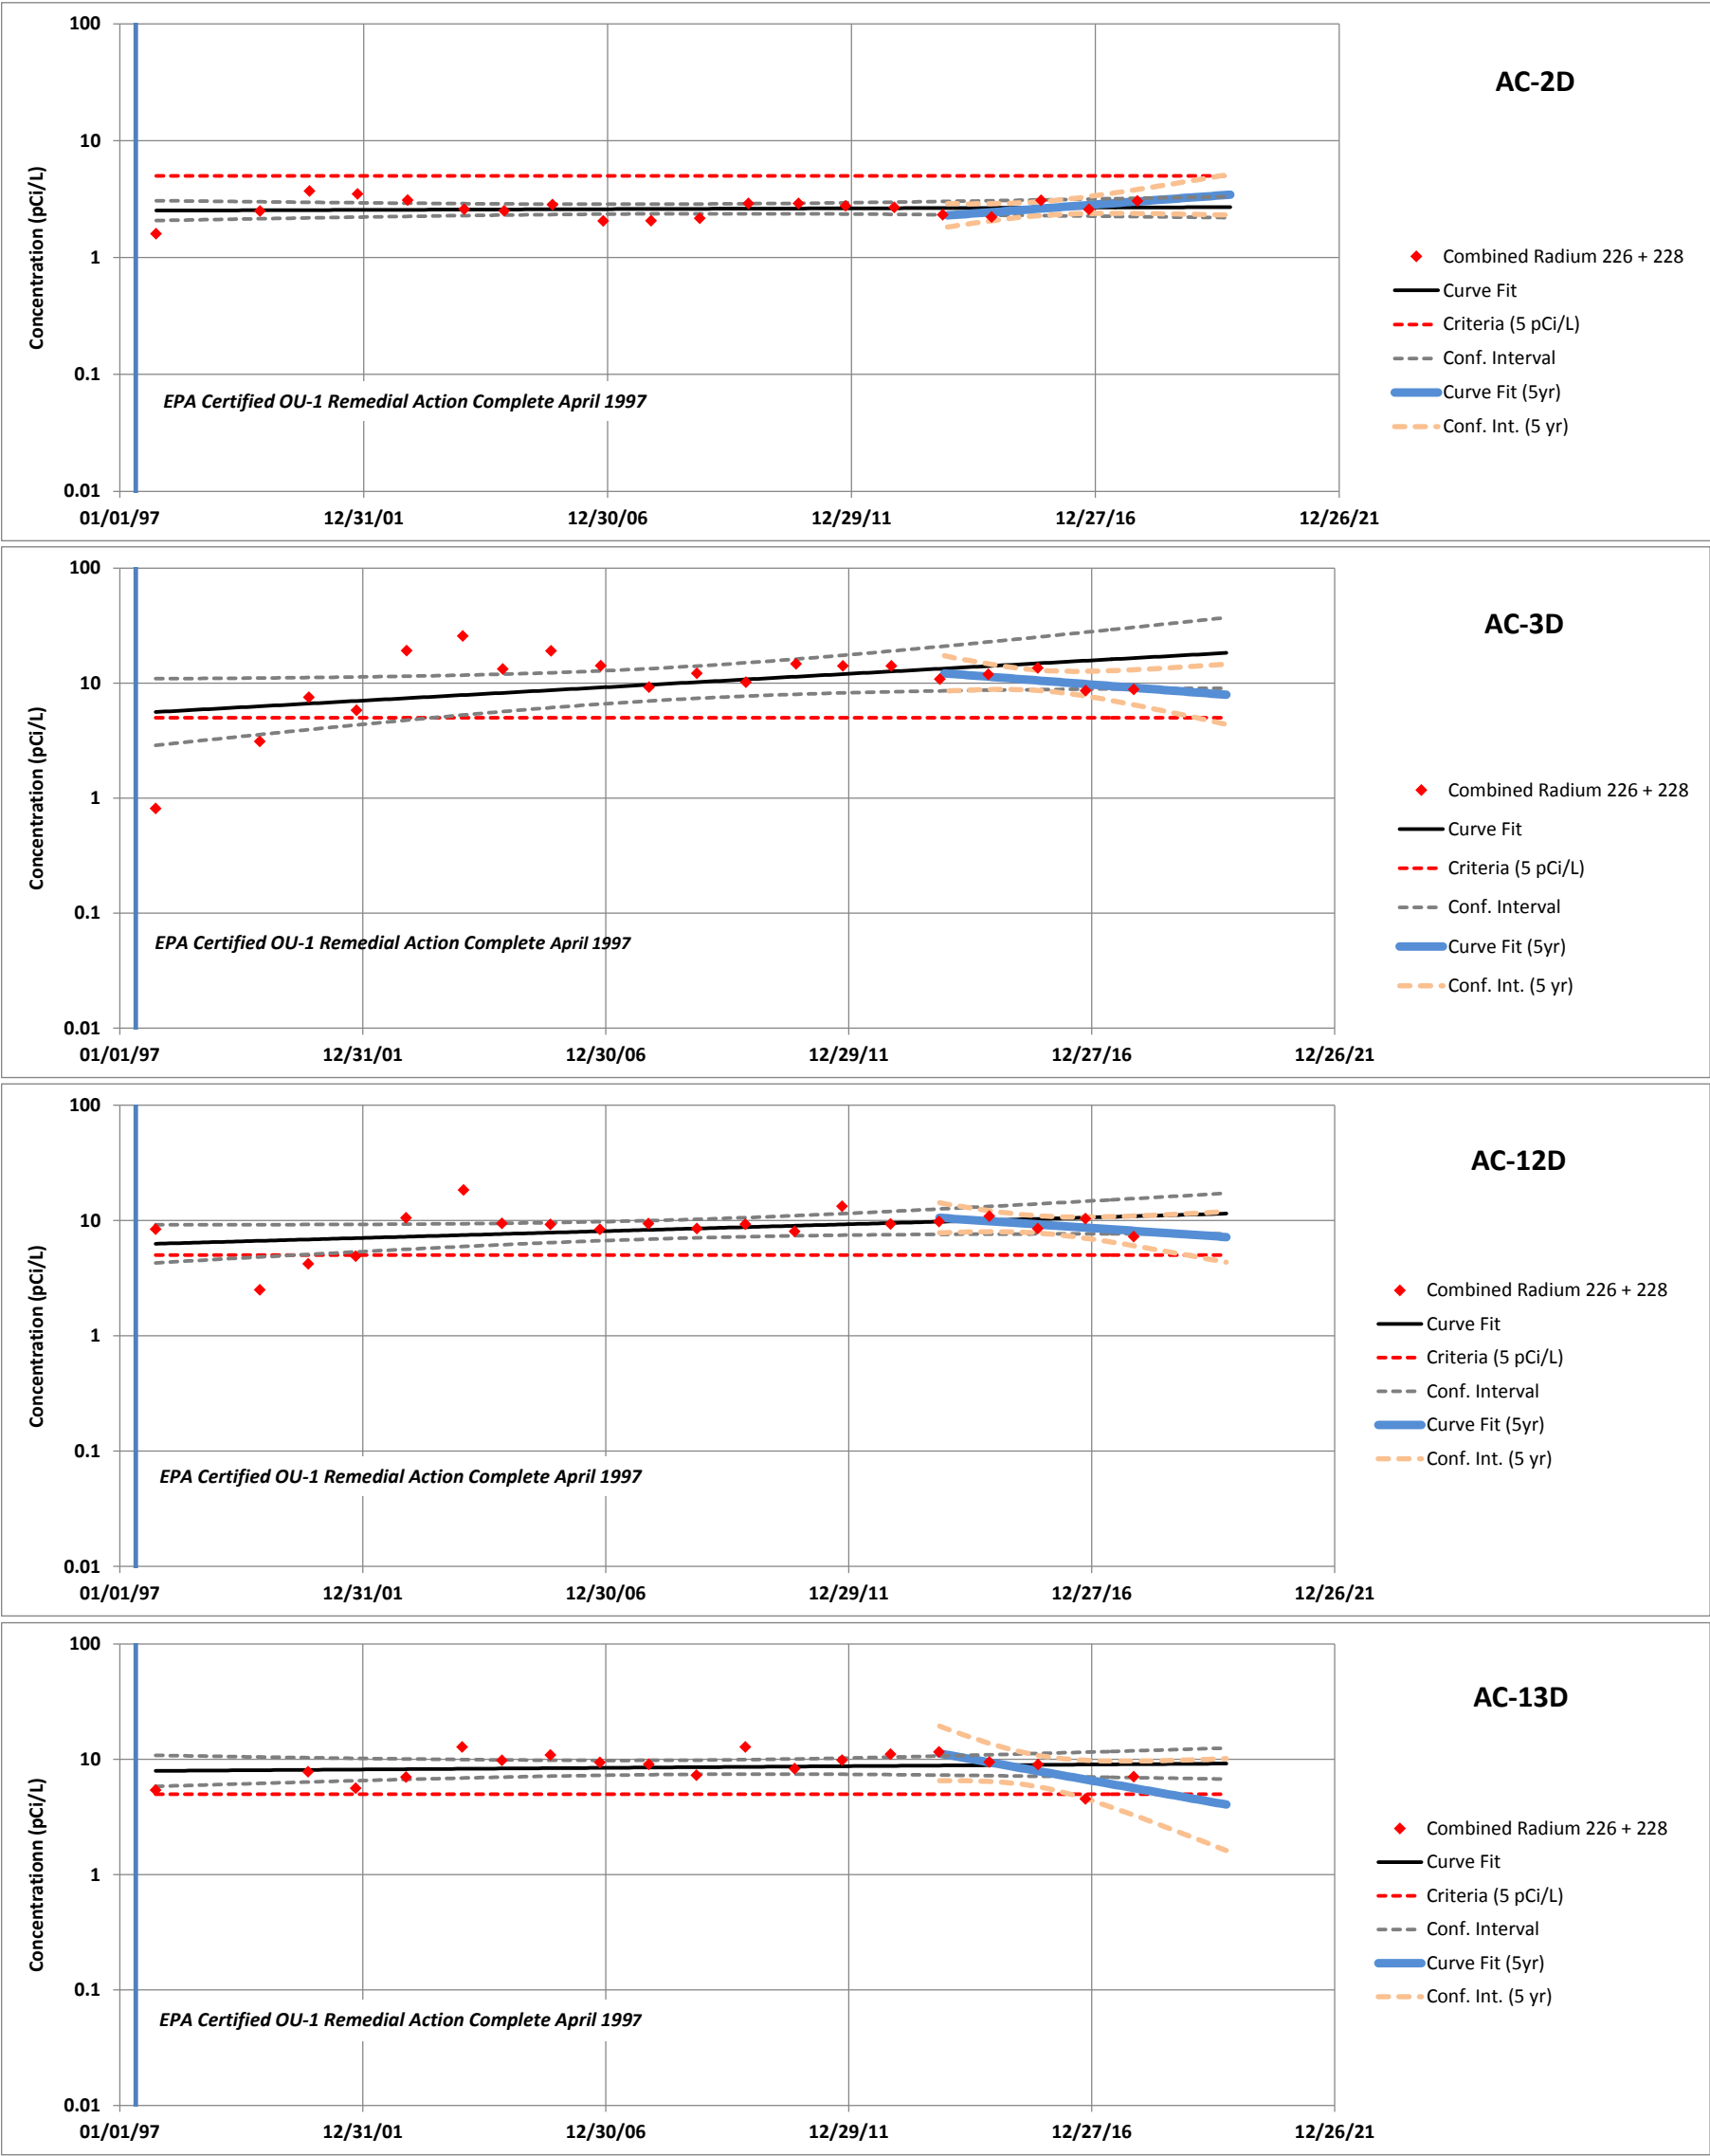 AC-2D
Concentration (pCi/L)
100
10
1
0.1
0.01
01/01/97 12/31/01 12/30/06 12/29/11 12/27/16 12/26/21
EPA Certified OU-1 Remedial Action Complete April 1997
Combined Radium 226 + 228
Curve Fit
Criteria (5 pCi/L)
Conf. Interval
Curve Fit (5yr)
Conf. Int. (5 yr)
AC-3D
Concentration (pCi/L)
100
10
1
0.1
0.01
01/01/97 12/31/01 12/30/06 12/29/11 12/27/16 12/26/21
EPA Certified OU-1 Remedial Action Complete April 1997
Combined Radium 226 + 228
Curve Fit
Criteria (5 pCi/L)
Conf. Interval
Curve Fit (5yr)
Conf. Int. (5 yr)
AC-12D
Concentration (pCi/L)
100
10
1
0.1
0.01
01/01/97 12/31/01 12/30/06 12/29/11 12/27/16 12/26/21
EPA Certified OU-1 Remedial Action Complete April 1997
Combined Radium 226 + 228
Curve Fit
Criteria (5 pCi/L)
Conf. Interval
Curve Fit (5yr)
Conf. Int. (5 yr)
AC-13D
Concentrationn (pCi/L)
100
10
1
0.1
0.01
01/01/97 12/31/01 12/30/06 12/29/11 12/27/16 12/26/21
EPA Certified OU-1 Remedial Action Complete April 1997
Combined Radium 226 + 228
Curve Fit
Criteria (5 pCi/L)
Conf. Interval
Curve Fit (5yr)
Conf. Int. (5 yr)